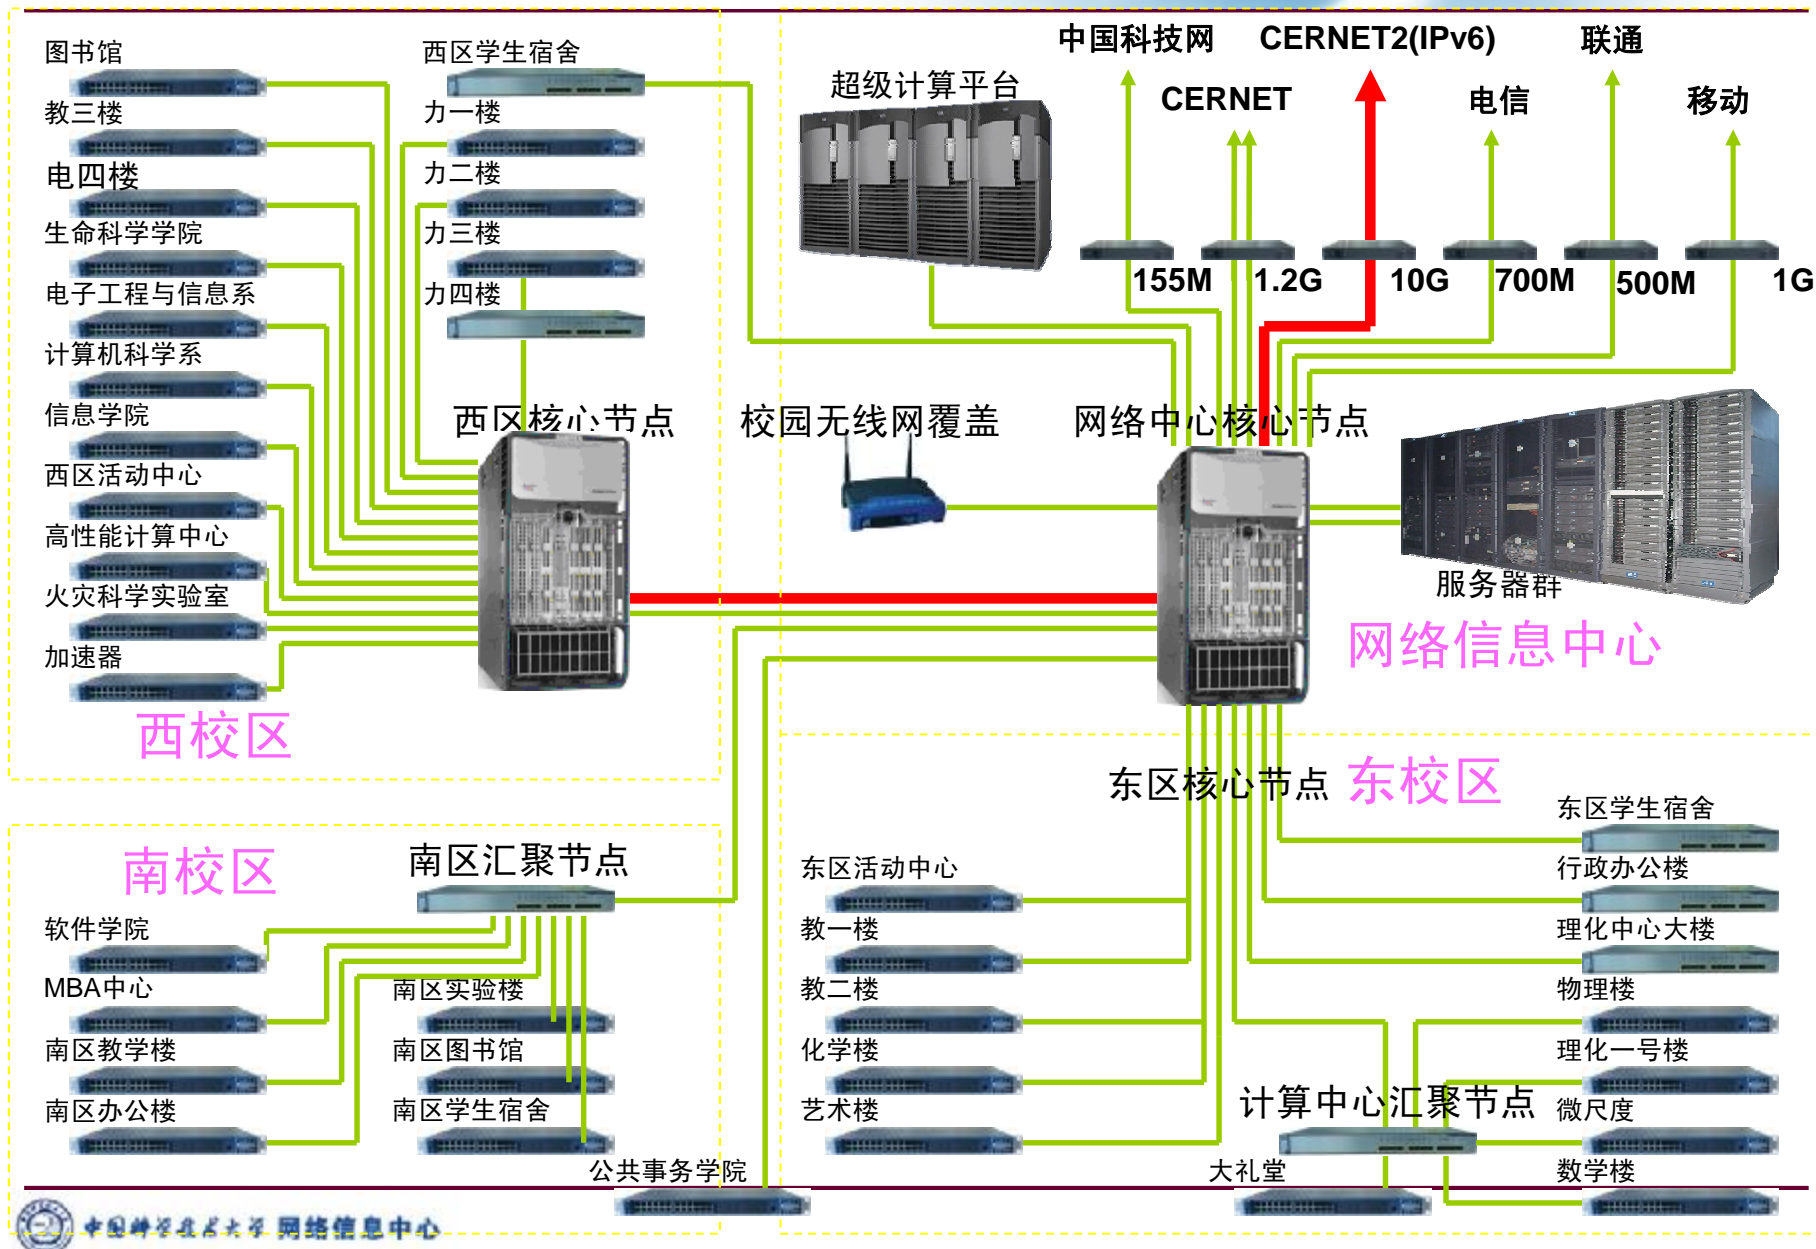 图书馆
教三楼
电四楼
生命科学学院
电子工程与信息系
计算机科学系
信息学院
西区活动中心
高性能计算中心
火灾科学实验室
加速器
西校区
西区学生宿舍
力一楼
力二楼
力三楼
力四楼
西区核心节点
超级计算平台
中国科技网
CERNET2(IPv6)
联通
CERNET
电信
移动
155M
1.2G
10G
700M
500M
1G
校园无线网覆盖
网络中心核心节点
服务器群
网络信息中心
南校区
南区汇聚节点
软件学院
MBA中心
南区教学楼
南区办公楼
南区实验楼
南区图书馆
南区学生宿舍
公共事务学院
东区核心节点
东校区
东区活动中心
教一楼
教二楼
化学楼
艺术楼
东区学生宿舍
行政办公楼
理化中心大楼
物理楼
理化一号楼
计算中心汇聚节点
微尺度
大礼堂
数学楼
中国科学技术大学 网络信息中心